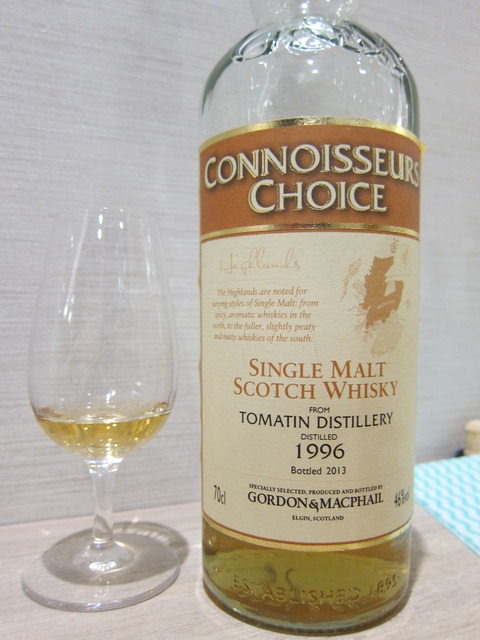 CONNOISSEURS
CHOICE
Highlands
The Highlands are noted for
varying styles of Single Malt: from
spicy, aromatic whiskies in the
north, to the fuller, slightly peaty
and nutty whiskies of the south.
SINGLE MALT
SCOTCH WHISKY
FROM
TOMATIN DISTILLERY
DISTILLED
1996
Bottled 2013
SPECIALLY SELECTED, PRODUCED AND BOTTLED BY
70cl GORDON&MACPHAIL 46%vol
ELGIN, SCOTLAND
ESTABLISHED 1895